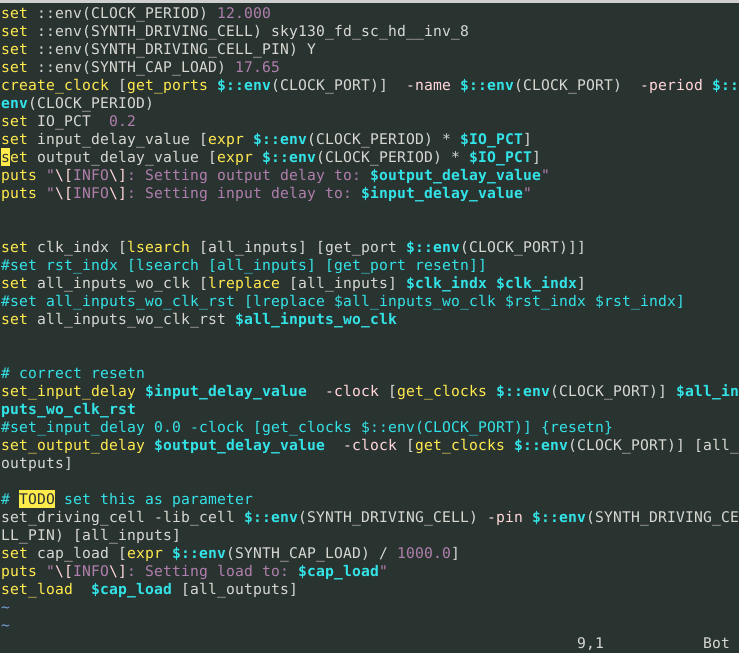 set ::env(CLOCK_PERIOD) 12.000
set ::env(SYNTH_DRIVING_CELL) sky130_fd_sc_hd__inv_8
set ::env(SYNTH_DRIVING_CELL_PIN) Y
set ::env(SYNTH_CAP_LOAD) 17.65
create_clock [get_ports $::env(CLOCK_PORT)]  -name $::env(CLOCK_PORT)  -period $::
env(CLOCK_PERIOD)
set IO_PCT  0.2
set input_delay_value [expr $::env(CLOCK_PERIOD) * $IO_PCT]
set output_delay_value [expr $::env(CLOCK_PERIOD) * $IO_PCT]
puts "\[INFO\]: Setting output delay to: $output_delay_value"
puts "\[INFO\]: Setting input delay to: $input_delay_value"
set clk_indx [lsearch [all_inputs] [get_port $::env(CLOCK_PORT)]]
#set rst_indx [lsearch [all_inputs] [get_port resetn]]
set all_inputs_wo_clk [lreplace [all_inputs] $clk_indx $clk_indx]
#set all_inputs_wo_clk_rst [lreplace $all_inputs_wo_clk $rst_indx $rst_indx]
set all_inputs_wo_clk_rst $all_inputs_wo_clk
# correct resetn
set_input_delay $input_delay_value  -clock [get_clocks $::env(CLOCK_PORT)] $all_in
puts_wo_clk_rst
#set_input_delay 0.0 -clock [get_clocks $::env(CLOCK_PORT)] {resetn}
set_output_delay $output_delay_value  -clock [get_clocks $::env(CLOCK_PORT)] [all_
outputs]
# TODO set this as parameter
set_driving_cell -lib_cell $::env(SYNTH_DRIVING_CELL) -pin $::env(SYNTH_DRIVING_CE
LL_PIN) [all_inputs]
set cap_load [expr $::env(SYNTH_CAP_LOAD) / 1000.0]
puts "\[INFO\]: Setting load to: $cap_load"
set_load  $cap_load [all_outputs]
~
~
9,1 Bot